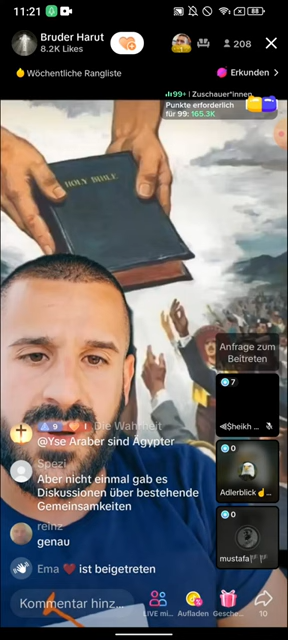 11:21
88
Bruder Harut
8.2K Likes
208
Wöchentliche Rangliste
Erkunden
99+ | Zuschauer*innen
Punkte erforderlich
für 99: 165.3K
HOLY BIBLE
Anfrage zum
Beitreten
7
Sheikh ...
0
Adlerblick
0
mustafa
9 I Die Wahrheit
@Yse Araber sind Ägypter
Spezi
Aber nicht einmal gab es
Diskussionen über bestehende
Gemeinsamkeiten
reinz
genau
Ema ❤️ ist beigetreten
Kommentar hinz...
LIVE mi...
Aufladen
Gesche...
10